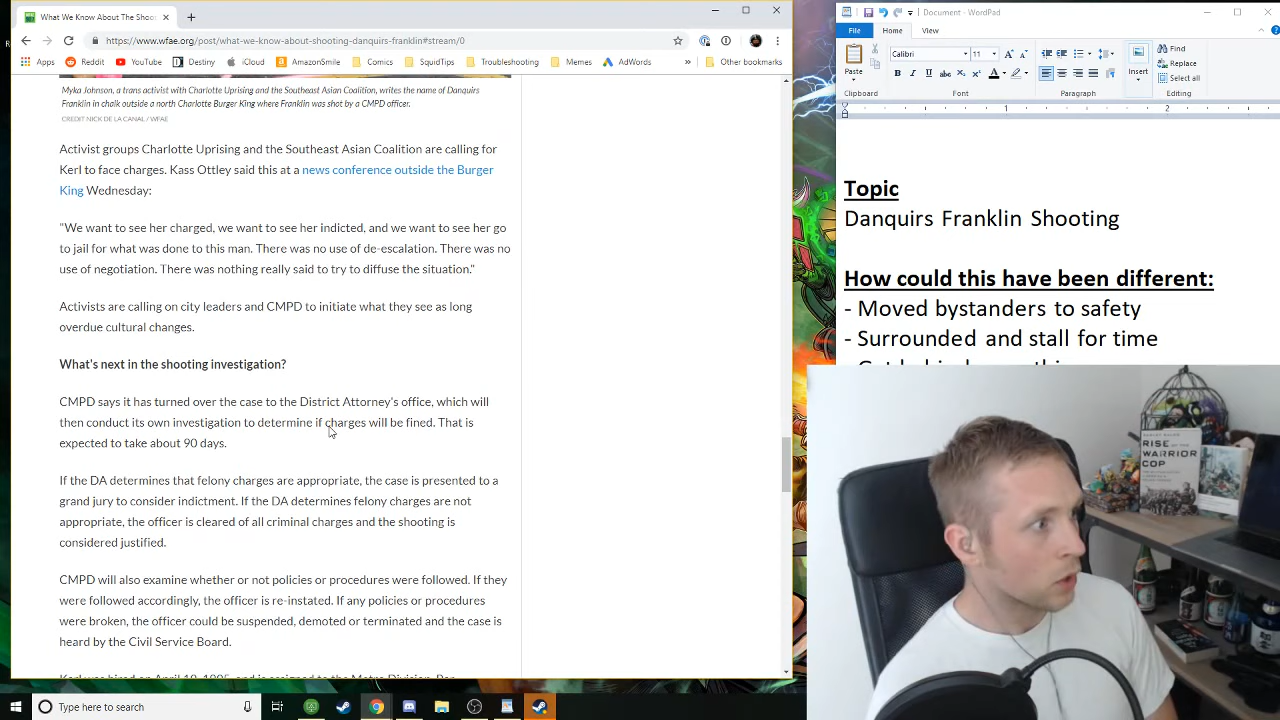 What We Know About The Shoo
https://www.wfae.org/post/what-we-know-about-shooting-danquirs-franklin#stream/0
Apps Reddit YouTube Destiny iCloud AmazonSmile Comics SquidTips Troubleshooting Memes AdWords » Other bookmarks
Myka Johnson, a trans activist with Charlotte Uprising and the Southeast Asian Coalition, writes the name of Danquirs
Franklin in chalk outside a north Charlotte Burger King where Franklin was shot by a CMPD officer.
CREDIT NICK DE LA CANAL / WFAE
Activist groups Charlotte Uprising and the Southeast Asian Coalition are calling for
Kerl to face charges. Kass Ottley said this at a news conference outside the Burger
King Wednesday:
"We want to see her charged, we want to see her indicted, and we want to see her go
to jail for what was done to this man. There was no use of de-escalation. There was no
use of negotiation. There was nothing really said to try to diffuse the situation."
Activists are calling on city leaders and CMPD to initiate what they see as long
overdue cultural changes.
What's next in the shooting investigation?
CMPD says it has turned over the case to the District Attorney's office, which will
then conduct its own investigation to determine if charges will be fined. That is
expected to take about 90 days.
If the DA determines that felony charges are appropriate, the case is presented to a
grand jury to consider indictment. If the DA determines felony charges are not
appropriate, the officer is cleared of all criminal charges and the shooting is
considered justified.
CMPD will also examine whether or not policies or procedures were followed. If they
were followed accordingly, the officer is re-instated. If any policies or procedures
were broken, the officer could be suspended, demoted or terminated and the case is
heard by the Civil Service Board.
Document - WordPad
File Home View
Paste
Clipboard
Calibri 11
Font
Paragraph
Insert
Find
Replace
Select all
Editing
1 2
Topic
Danquirs Franklin Shooting
How could this have been different:
- Moved bystanders to safety
- Surrounded and stall for time
RISE OF THE
WARRIOR
COP
Type here to search